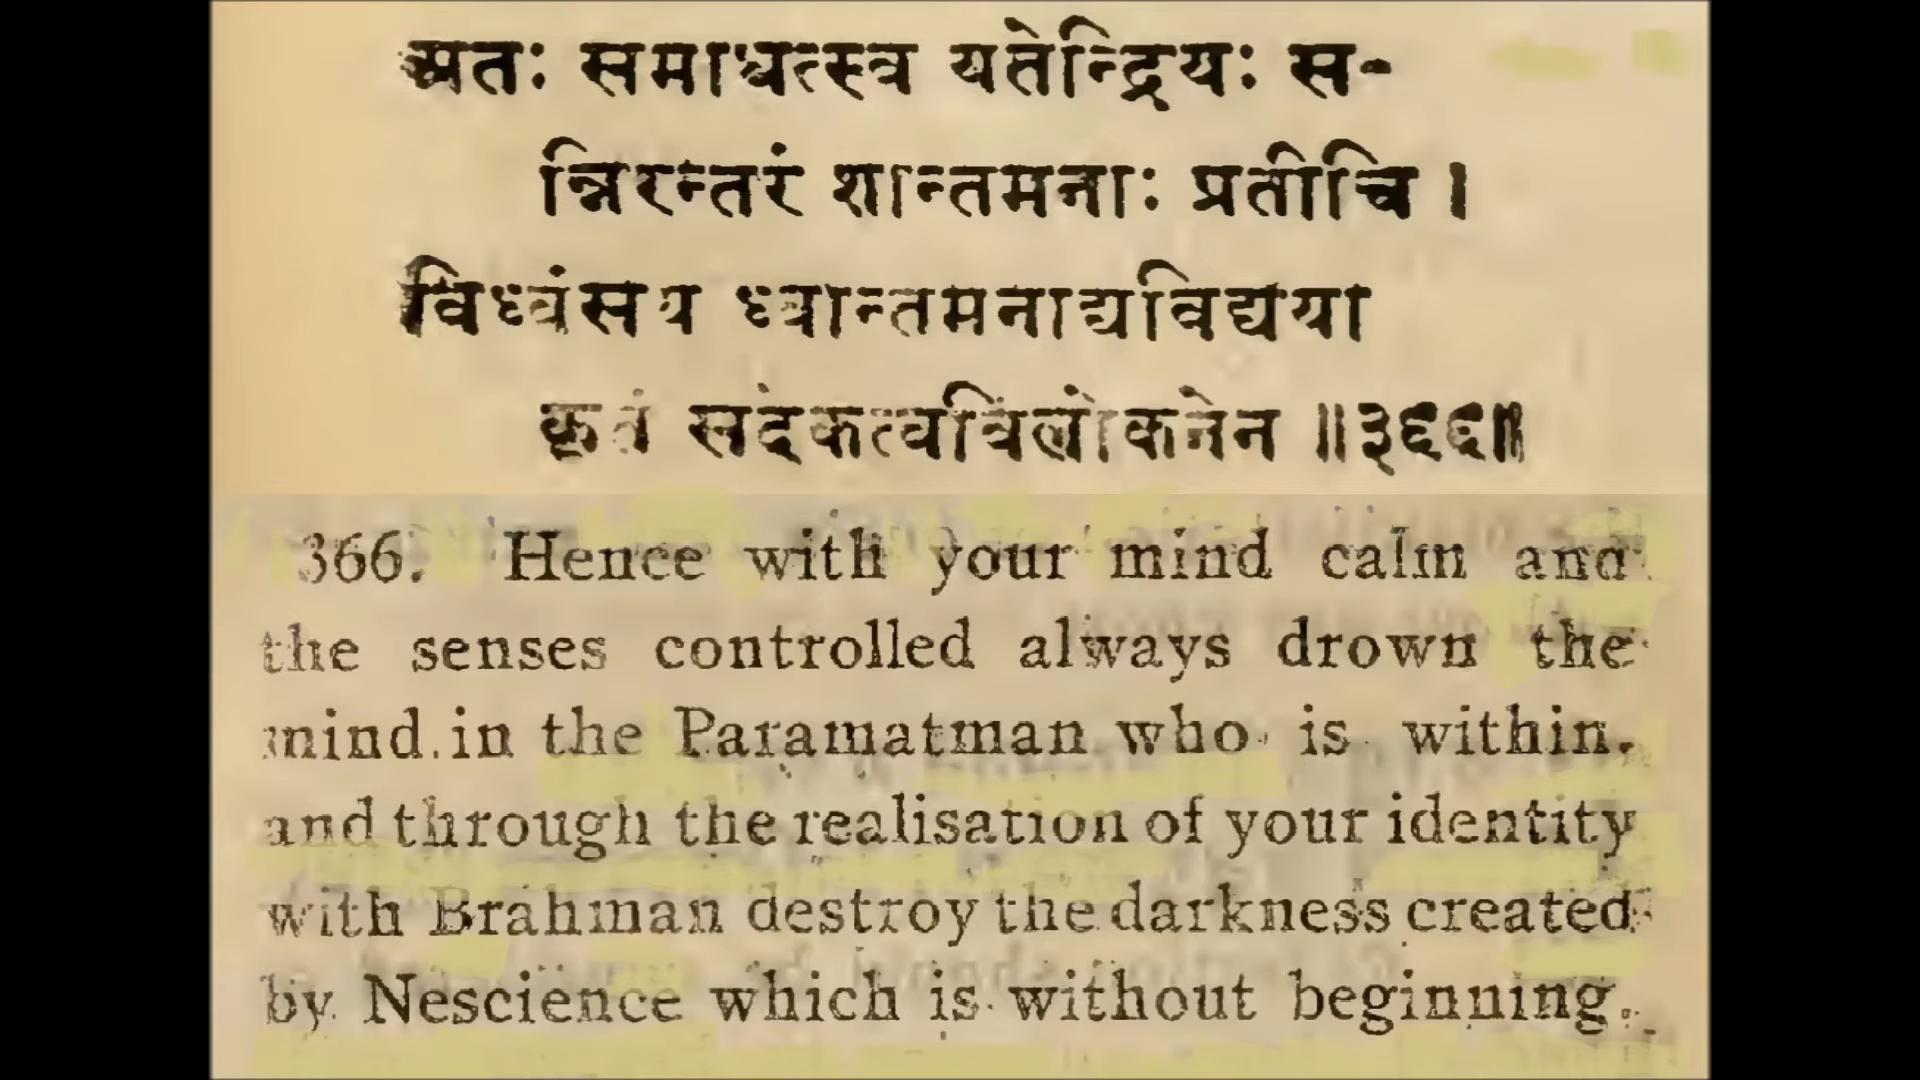 अतः समाधत्स्व यतेन्द्रियः स-
न्निरन्तरं शान्तमनाः प्रतीचि ।
विध्वंसय ध्वान्तमनाद्यविद्यया
कृतं सदेकत्वविलोकनेन ॥३६६॥
366. Hence with your mind calm and
the senses controlled always drown the
mind in the Paramatman who is within,
and through the realisation of your identity
with Brahman destroy the darkness created
by Nescience which is without beginning.